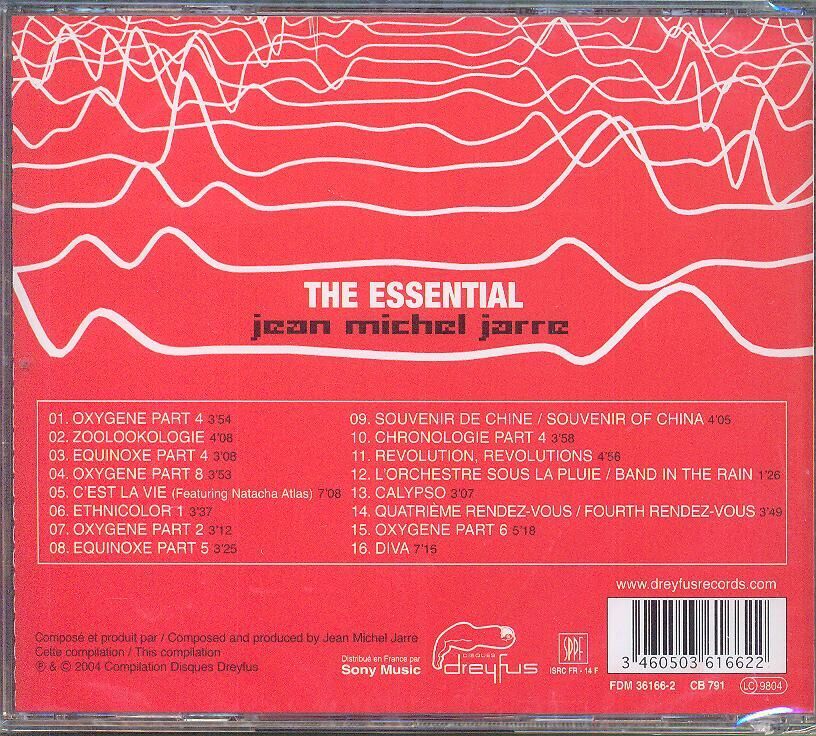 THE ESSENTIAL
jean michel jarre
01. OXYGENE PART 4 3'54
02. ZOOLOOKOLOGIE 4'08
03. EQUINOXE PART 4 3'08
04. OXYGENE PART 8 3'53
05. C'EST LA VIE (Featuring Natacha Atlas) 7'08
06. ETHNICOLOR 1 3'37
07. OXYGENE PART 2 3'12
08. EQUINOXE PART 5 3'25
09. SOUVENIR DE CHINE / SOUVENIR OF CHINA 4'05
10. CHRONOLOGIE PART 4 3'58
11. REVOLUTION, REVOLUTIONS 4'56
12. L'ORCHESTRE SOUS LA PLUIE / BAND IN THE RAIN 1'26
13. CALYPSO 3'07
14. QUATRIÈME RENDEZ-VOUS / FOURTH RENDEZ-VOUS 3'49
15. OXYGENE PART 6 5'18
16. DIVA 7'15
www.dreyfusrecords.com
Composé et produit par / Composed and produced by Jean Michel Jarre
Cette compilation / This compilation
℗ & © 2004 Compilation Disques Dreyfus
Distribué en France par
Sony Music
DISQUES
dreyfus
SPPF
ISRC FR - 14 F
3 460503 616622
FDM 36166-2 CB 791 LC 9804